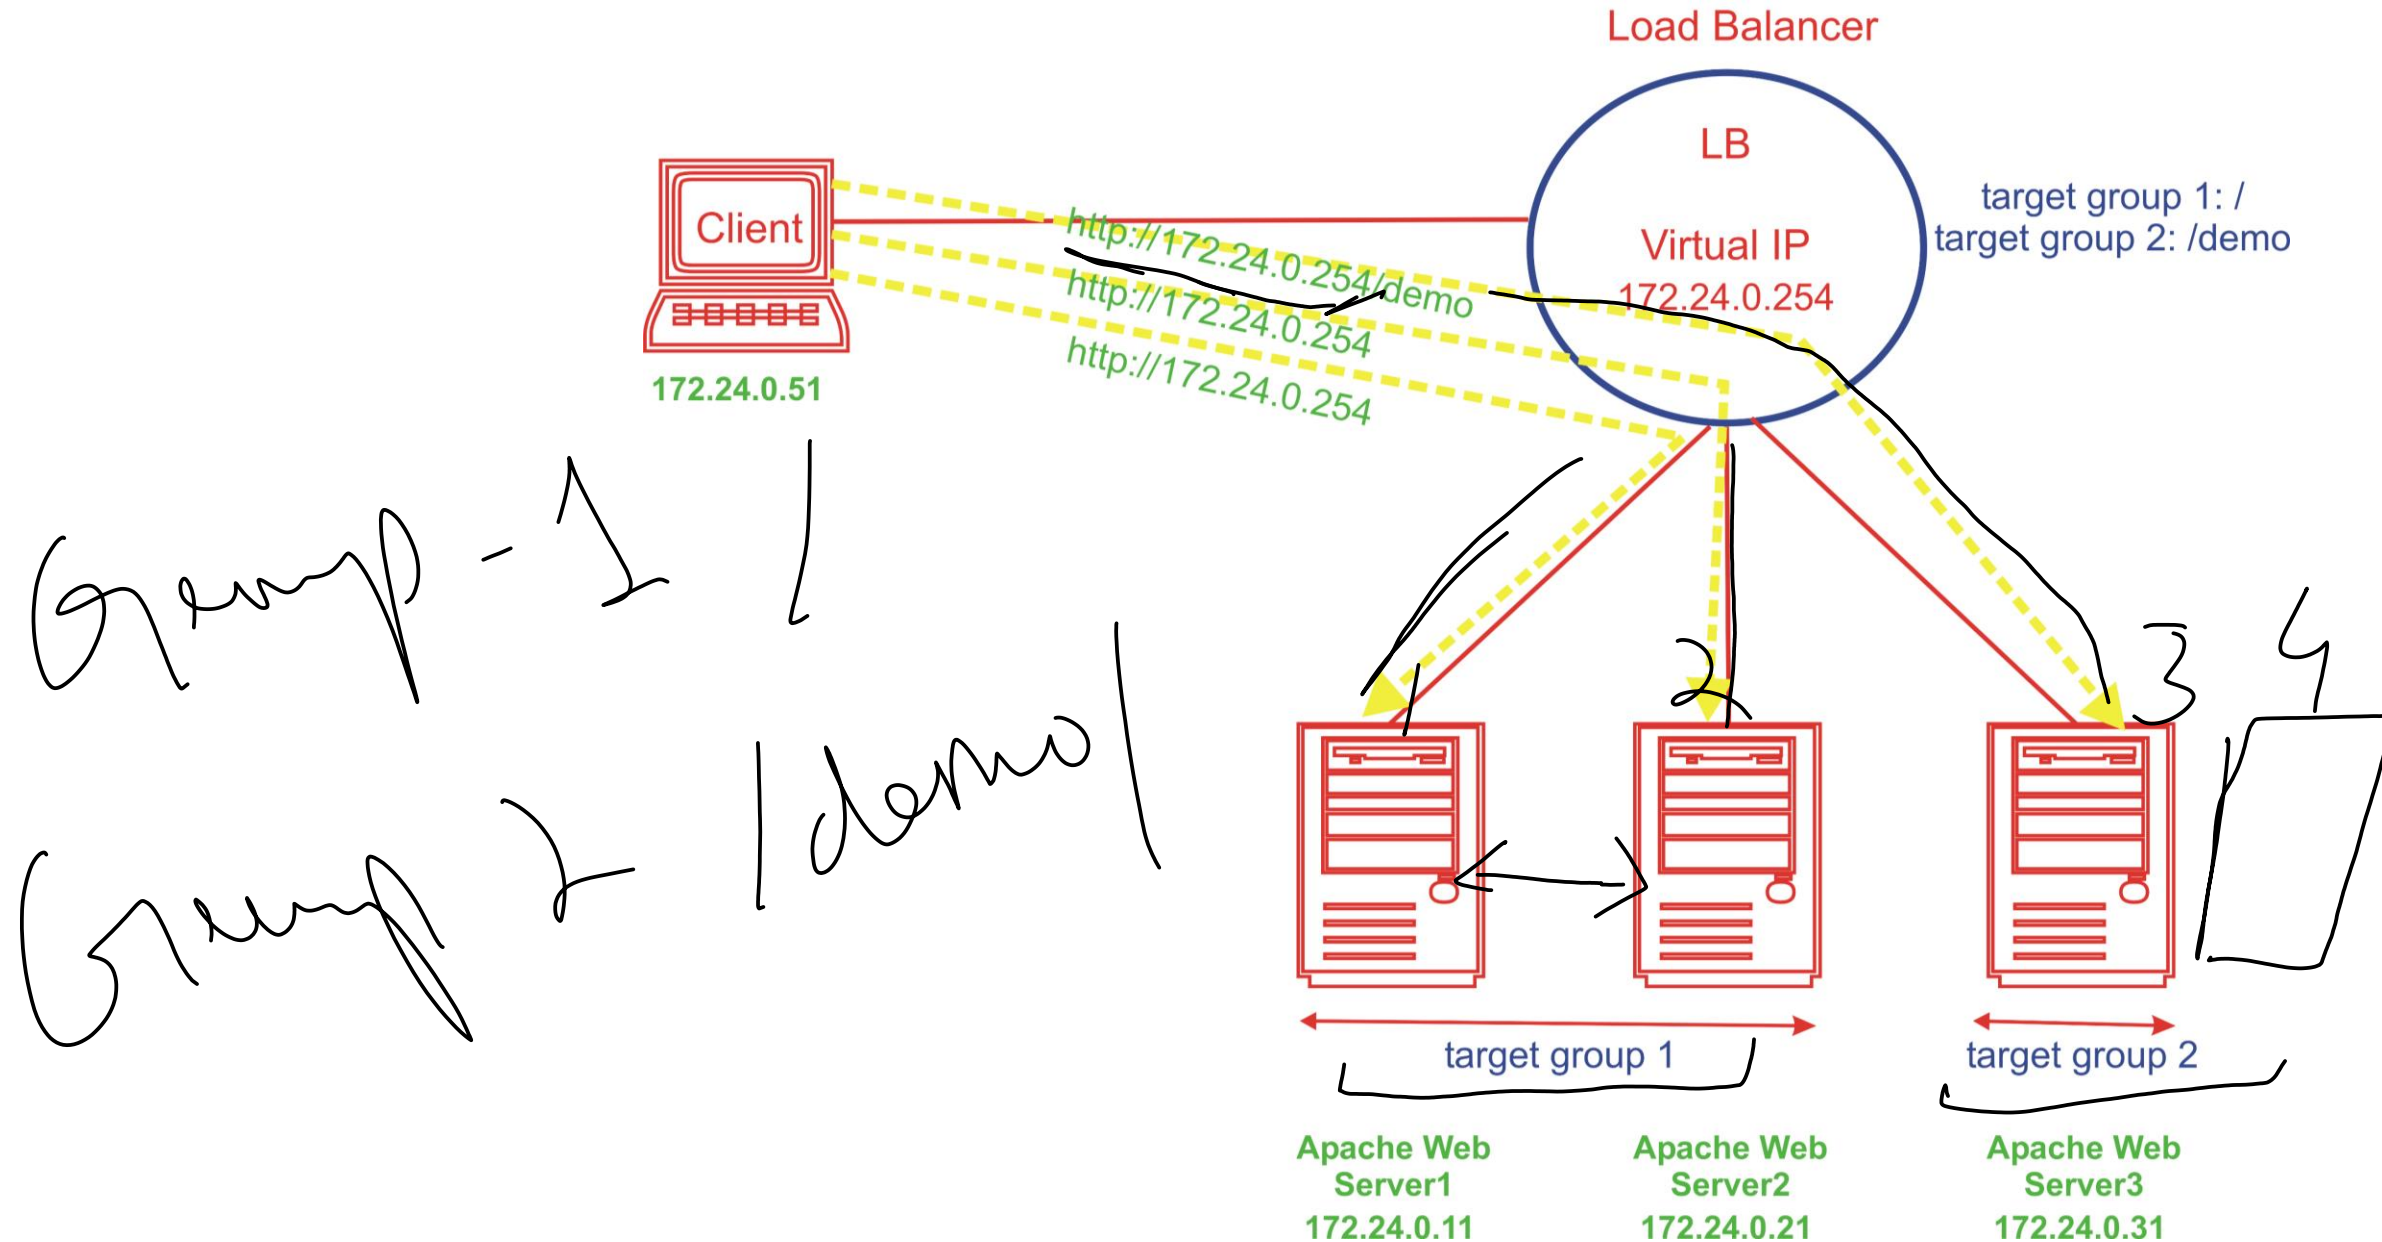 Load Balancer
LB
Client
Virtual IP
172.24.0.254
target group 1: /
target group 2: /demo
http://172.24.0.254/demo
http://172.24.0.254
http://172.24.0.254
172.24.0.51
Group - 1 /
Group 2 - /demo/
1
2
3
4
target group 1
target group 2
Apache Web
Server1
172.24.0.11
Apache Web
Server2
172.24.0.21
Apache Web
Server3
172.24.0.31